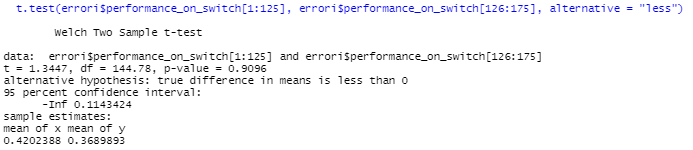 t.test(errori$performance_on_switch[1:125], errori$performance_on_switch[126:175], alternative = "less")
Welch Two Sample t-test
data:  errori$performance_on_switch[1:125] and errori$performance_on_switch[126:175]
t = 1.3447, df = 144.78, p-value = 0.9096
alternative hypothesis: true difference in means is less than 0
95 percent confidence interval:
-Inf 0.1143424
sample estimates:
mean of x mean of y
0.4202388 0.3689893